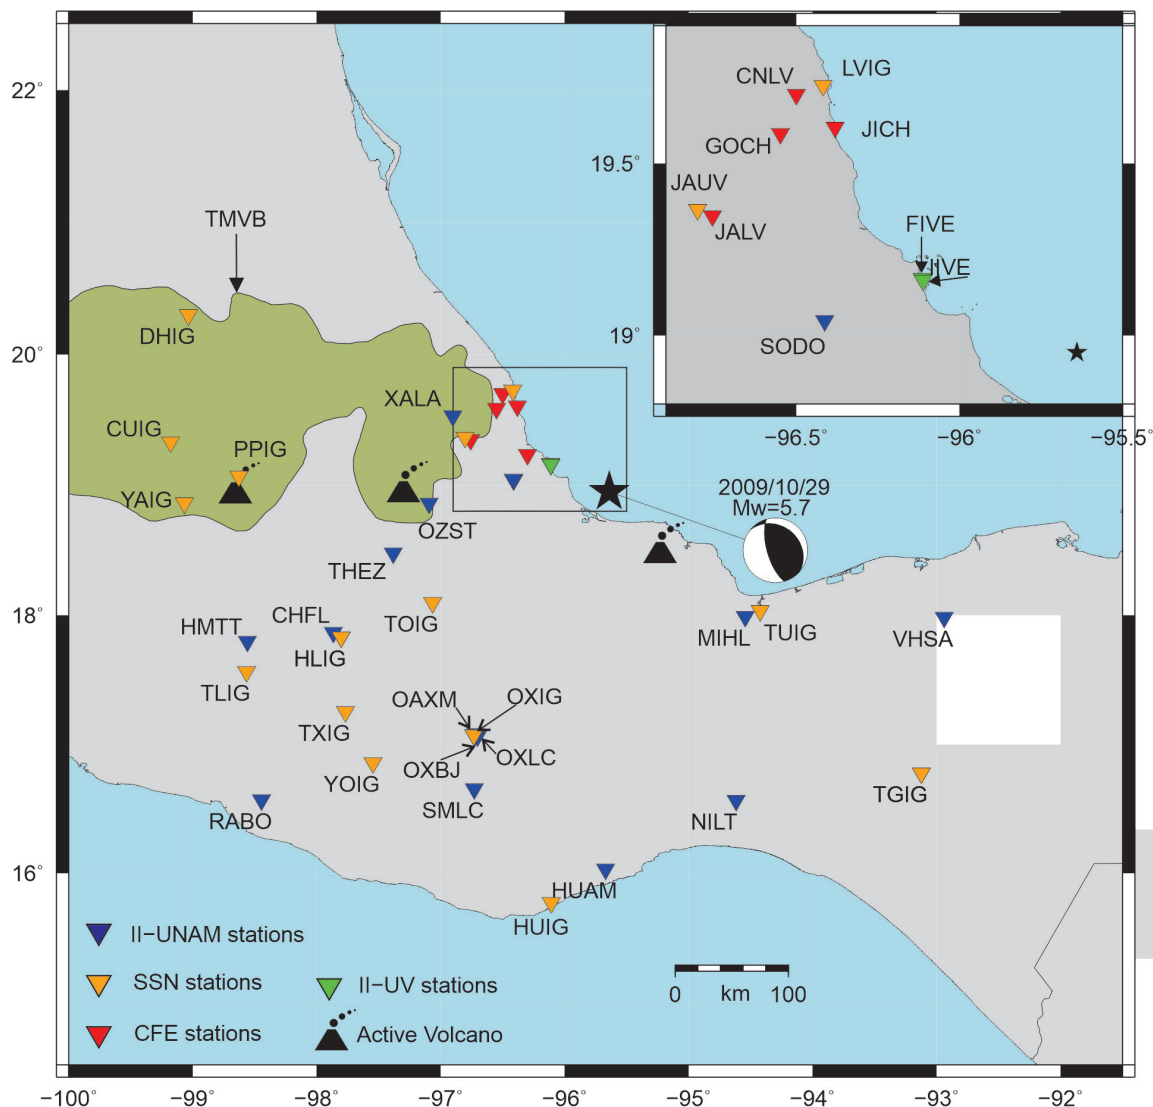 22°
20°
18°
16°
−100°
−99°
−98°
−97°
−96°
−95°
−94°
−93°
−92°
CNLV
LVIG
GOCH
JICH
19.5°
JAUV
JALV
FIVE
JIVE
19°
SODO
−96.5°
−96°
−95.5°
TMVB
DHIG
XALA
CUIG
PPIG
YAIG
OZST
2009/10/29
Mw=5.7
THEZ
TOIG
HMTT
CHFL
HLIG
MIHL
TUIG
VHSA
TLIG
OAXM
OXIG
TXIG
OXBJ
OXLC
YOIG
SMLC
TGIG
RABO
NILT
HUAM
HUIG
II−UNAM stations
SSN stations
II−UV stations
CFE stations
Active Volcano
0 km 100